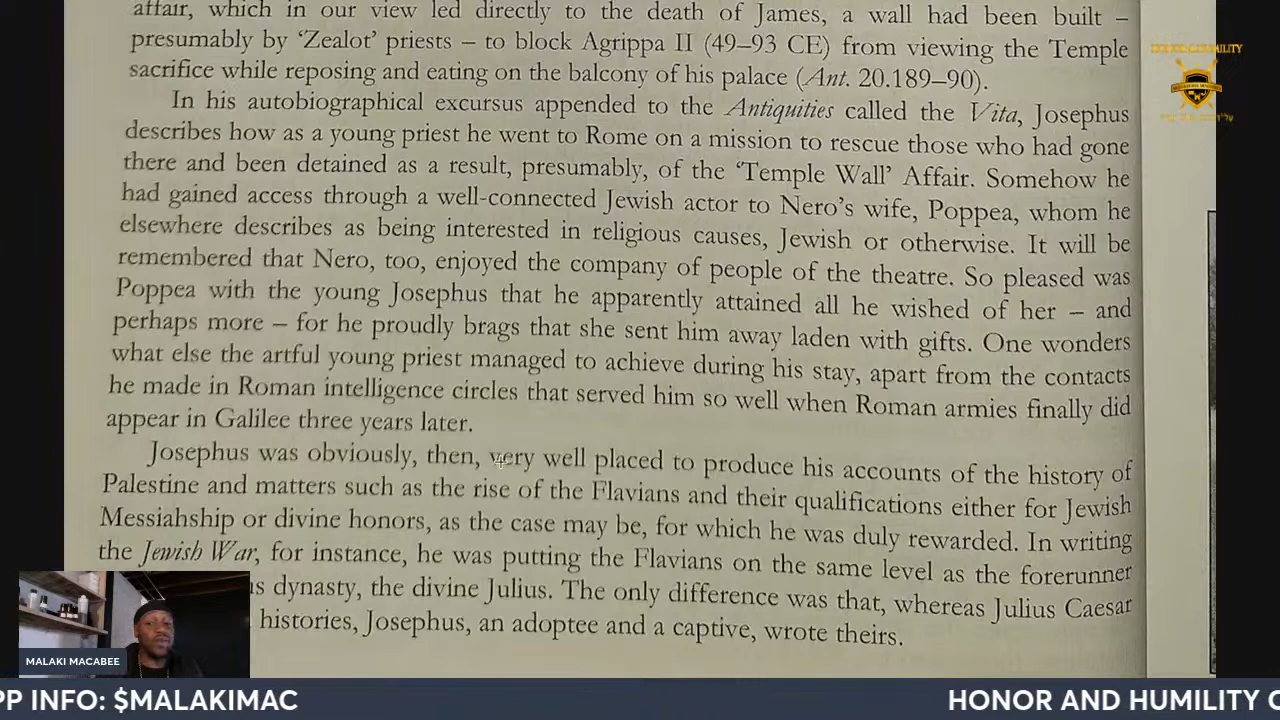 affair, which in our view led directly to the death of James, a wall had been built –
presumably by ‘Zealot’ priests – to block Agrippa II (49–93 CE) from viewing the Temple
sacrifice while reposing and eating on the balcony of his palace (Ant. 20.189–90).
In his autobiographical excursus appended to the Antiquities called the Vita, Josephus
describes how as a young priest he went to Rome on a mission to rescue those who had gone
there and been detained as a result, presumably, of the ‘Temple Wall’ Affair. Somehow he
had gained access through a well-connected Jewish actor to Nero’s wife, Poppea, whom he
elsewhere describes as being interested in religious causes, Jewish or otherwise. It will be
remembered that Nero, too, enjoyed the company of people of the theatre. So pleased was
Poppea with the young Josephus that he apparently attained all he wished of her – and
perhaps more – for he proudly brags that she sent him away laden with gifts. One wonders
what else the artful young priest managed to achieve during his stay, apart from the contacts
he made in Roman intelligence circles that served him so well when Roman armies finally did
appear in Galilee three years later.
Josephus was obviously, then, very well placed to produce his accounts of the history of
Palestine and matters such as the rise of the Flavians and their qualifications either for Jewish
Messiahship or divine honors, as the case may be, for which he was duly rewarded. In writing
the Jewish War, for instance, he was putting the Flavians on the same level as the forerunner
s dynasty, the divine Julius. The only difference was that, whereas Julius Caesar
histories, Josephus, an adoptee and a captive, wrote theirs.
MALAKI MACABEE
PP INFO: $MALAKIMAC
HONOR AND HUMILITY C